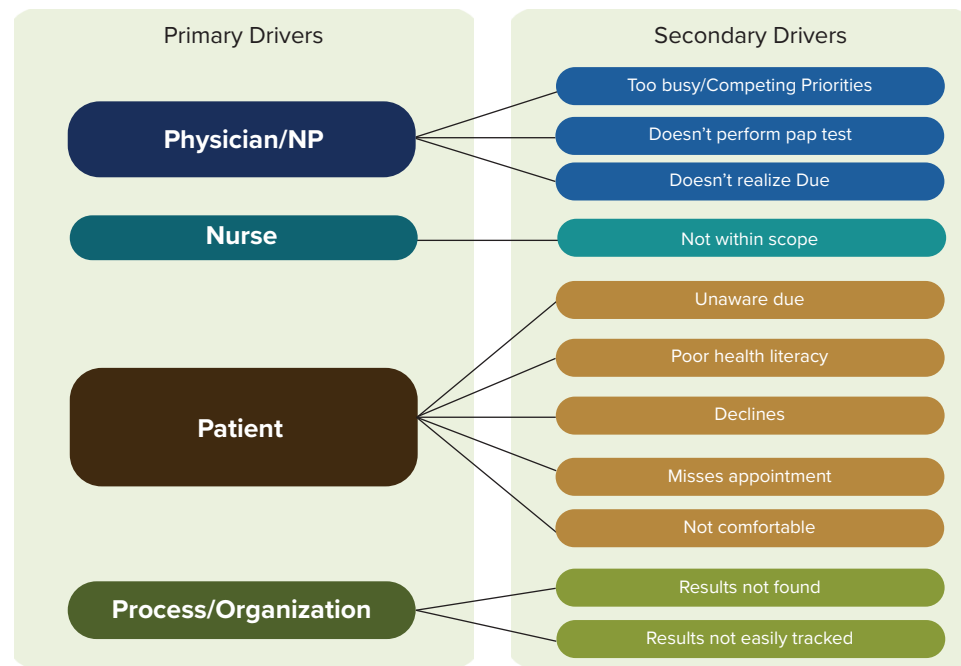 Primary Drivers
Secondary Drivers
Physician/NP
Too busy/Competing Priorities
Doesn’t perform pap test
Doesn’t realize Due
Nurse
Not within scope
Patient
Unaware due
Poor health literacy
Declines
Misses appointment
Not comfortable
Process/Organization
Results not found
Results not easily tracked